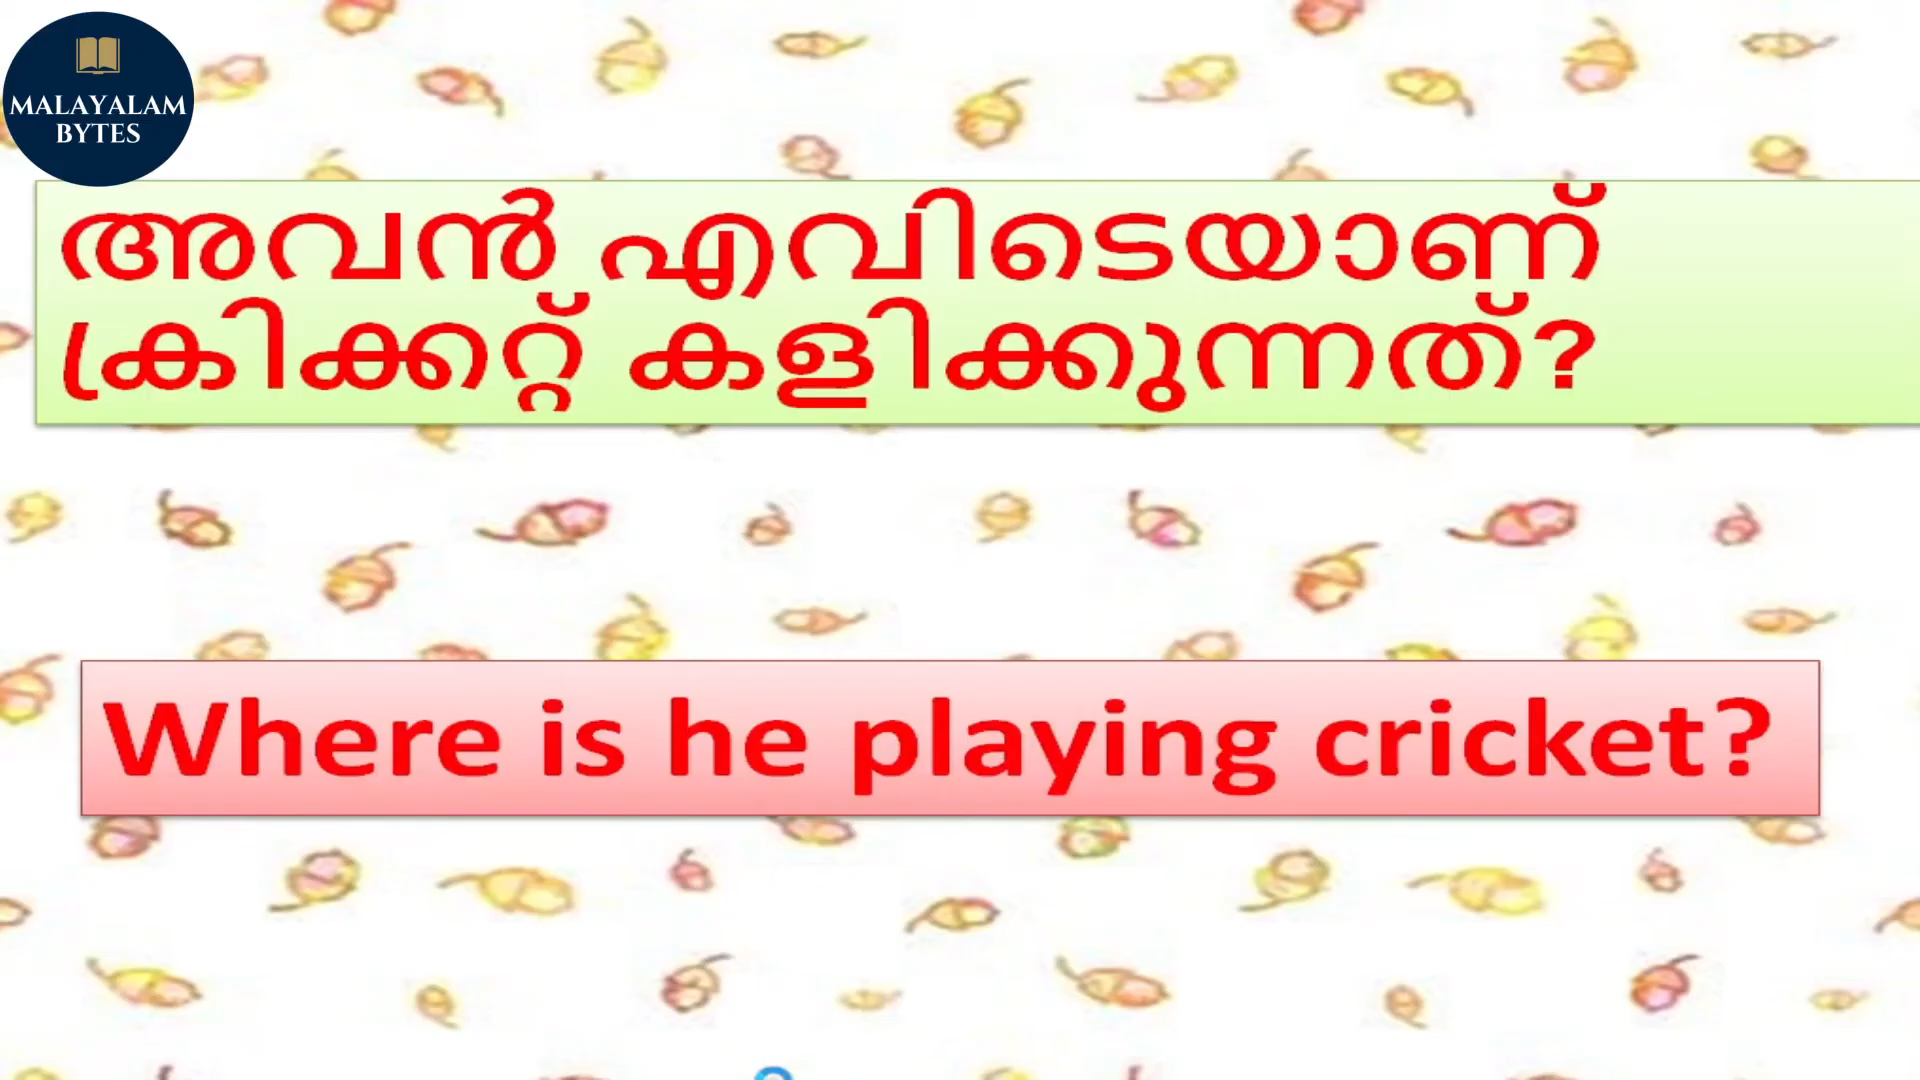 MALAYALAM
BYTES
അവൻ എവിടെയാണ്
ക്രിക്കറ്റ് കളിക്കുന്നത്?
Where is he playing cricket?